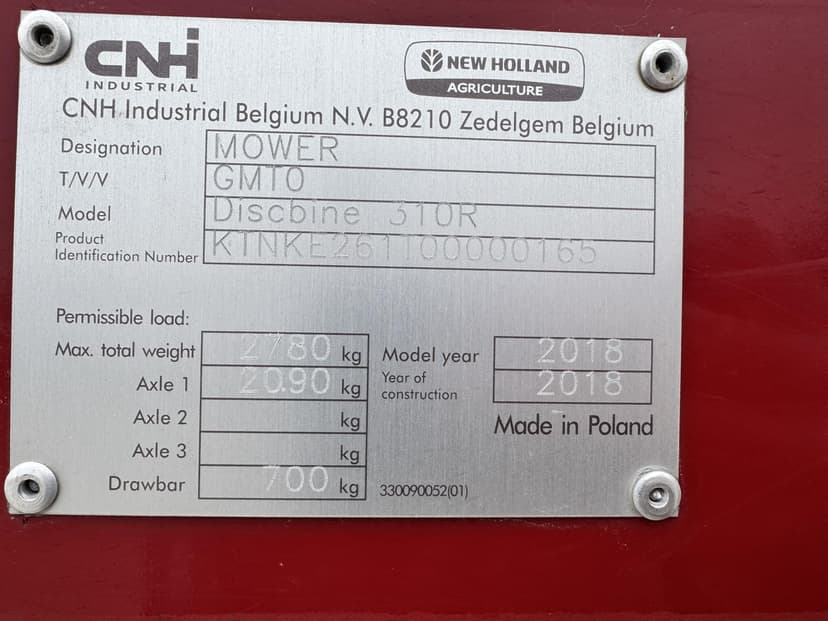 CNH
INDUSTRIAL
NEW HOLLAND
AGRICULTURE
CNH Industrial Belgium N.V. B8210 Zedelgem Belgium
Designation MOWER
T/V/V GMT0
Model Discbine 310R
Product
Identification Number KTNKE261T00000165
Permissible load:
Max. total weight 2780 kg
Model year 2018
Axle 1 2090 kg
Year of
construction 2018
Axle 2 kg
Made in Poland
Axle 3 kg
Drawbar 700 kg
330090052(01)